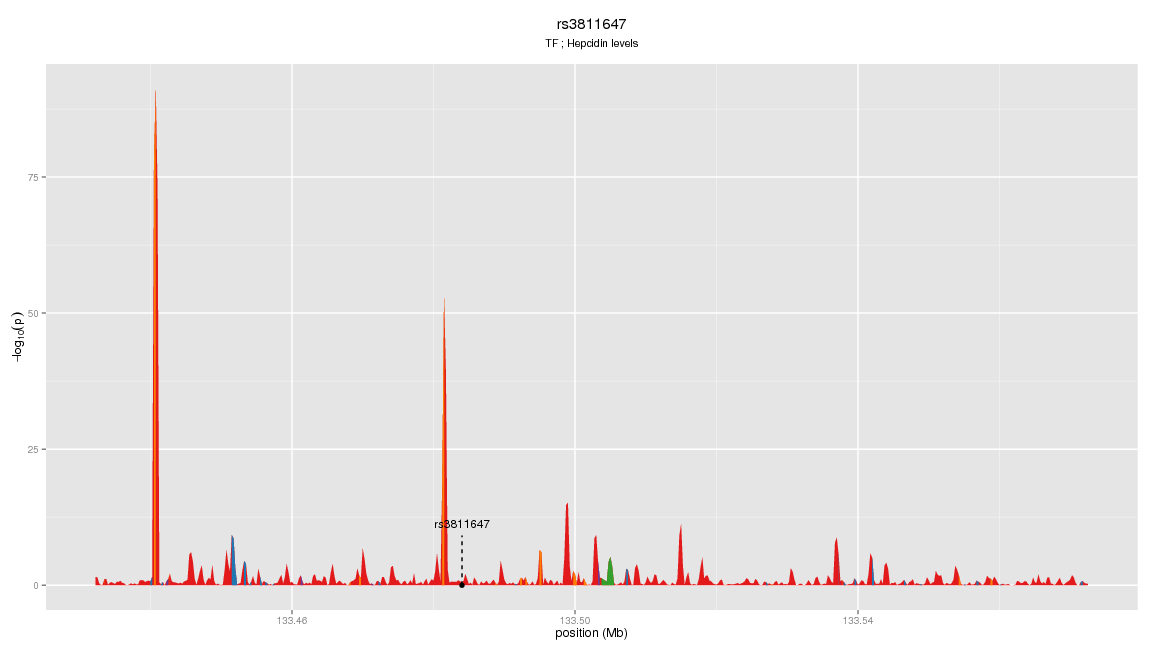 rs3811647
TF ; Hepcidin levels
−log10(p)
75
50
25
0
rs3811647
133.46
133.50
133.54
position (Mb)